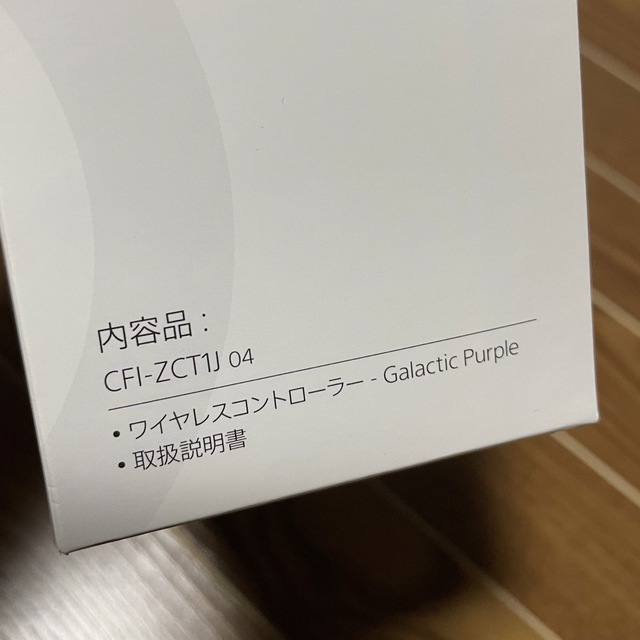 内容品：
CFI-ZCT1J 04
• ワイヤレスコントローラー - Galactic Purple
• 取扱説明書